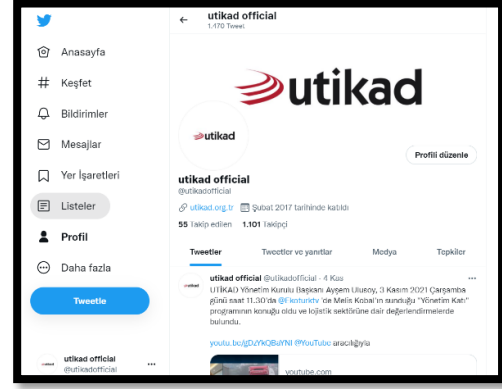 utikad official
1.470 Tweet
Anasayfa
Keşfet
Bildirimler
Mesajlar
Yer İşaretleri
Listeler
Profil
Daha fazla
Tweetle
utikad official
@utikadofficial
utikad
utikad
Profili düzenle
utikad official
@utikadofficial
utikad.org.tr Şubat 2017 tarihinde katıldı
55 Takip edilen 1.101 Takipçi
Tweetler Tweetler ve yanıtlar Medya Tepkiler
utikad official @utikadofficial · 4 Kas
UTİKAD Yönetim Kurulu Başkanı Ayşem Ulusoy, 3 Kasım 2021 Çarşamba
günü saat 11.30'da @Ekoturktv 'de Melis Kobal'ın sunduğu "Yönetim Katı"
programının konuğu oldu ve lojistik sektörüne dair değerlendirmelerde
bulundu.
@YouTube aracılığıyla
youtube.com